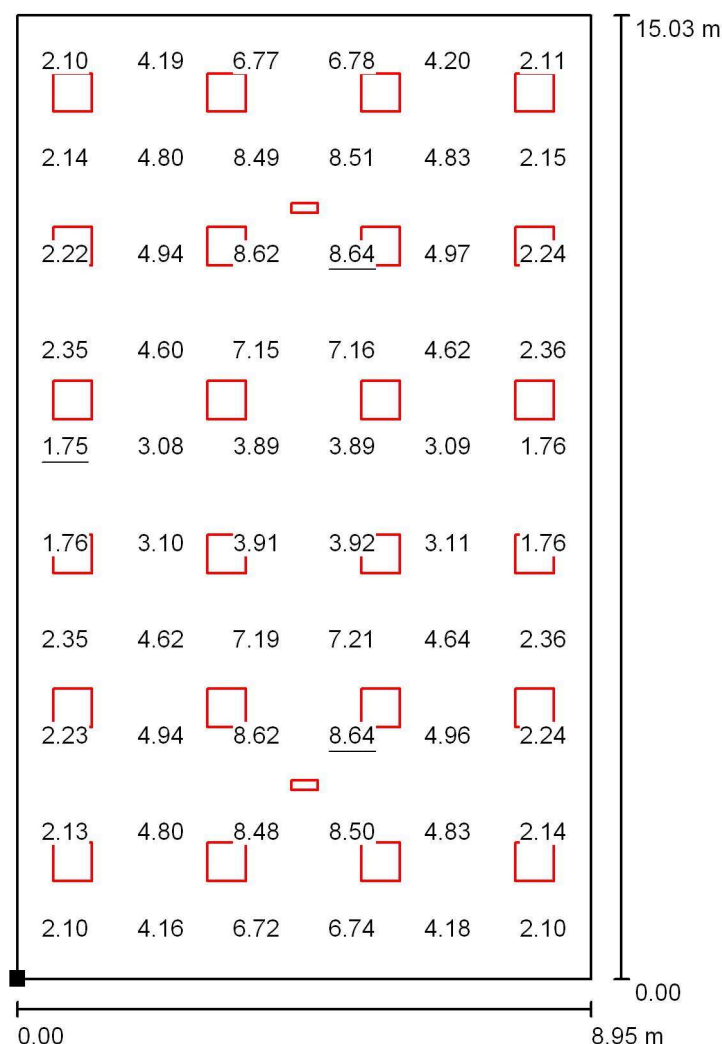 15.03 m
2.10 4.19 6.77 6.78 4.20 2.11
2.14 4.80 8.49 8.51 4.83 2.15
2.22 4.94 8.62 8.64 4.97 2.24
2.35 4.60 7.15 7.16 4.62 2.36
1.75 3.08 3.89 3.89 3.09 1.76
1.76 3.10 3.91 3.92 3.11 1.76
2.35 4.62 7.19 7.21 4.64 2.36
2.23 4.94 8.62 8.64 4.96 2.24
2.13 4.80 8.48 8.50 4.83 2.14
2.10 4.16 6.72 6.74 4.18 2.10
0.00
0.00 8.95 m